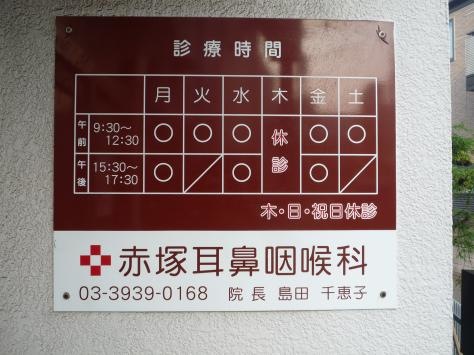 診療時間
月 火 水 木 金 土
午前 9:30〜12:30 ○ ○ ○ 休診 ○ ○
午後 15:30〜17:30 ○ ／ ○ ○ ／
木・日・祝日休診
赤塚耳鼻咽喉科
03-3939-0168 院長 島田 千恵子